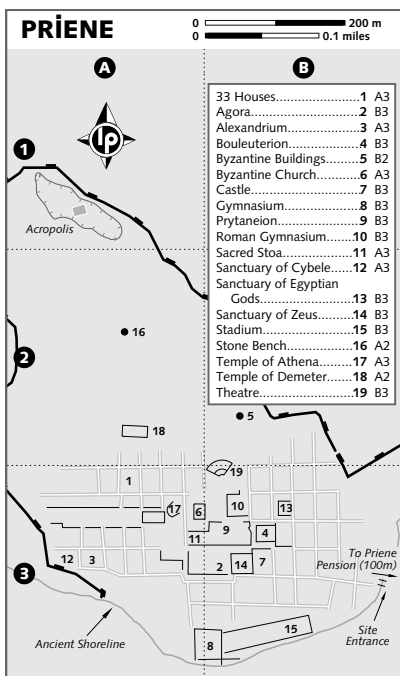 PRİENE
0 200 m
0 0.1 miles
A B
lp
33 Houses..................1 A3
Agora........................2 B3
Alexandrium..............3 A3
Bouleuterion..............4 B3
Byzantine Buildings.....5 B2
Byzantine Church........6 A3
Castle........................7 B3
Gymnasium................8 B3
Prytaneion.................9 B3
Roman Gymnasium....10 B3
Sacred Stoa..............11 A3
Sanctuary of Cybele...12 A3
Sanctuary of Egyptian
Gods......................13 B3
Sanctuary of Zeus......14 B3
Stadium...................15 B3
Stone Bench.............16 A2
Temple of Athena......17 A3
Temple of Demeter....18 A2
Theatre....................19 B3
1
Acropolis
16
2
5
18
19
1
17 6 10 13
9 4
11
12 3 2 14 7
3
To Priene
Pension (100m)
Site
Entrance
Ancient Shoreline
15
8